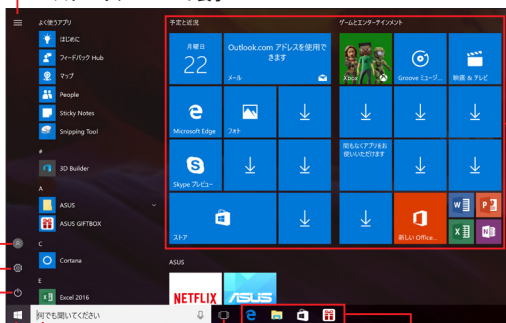 よく使うアプリ
はじめに
フィードバック Hub
マップ
People
Sticky Notes
Snipping Tool
#
3D Builder
A
ASUS
ASUS GIFTBOX
C
Cortana
E
Excel 2016
何でも聞いてください
予定と近況
月曜日
22
Outlook.com アドレスを使用で
きます
メール
Microsoft Edge
フォト
Skype プレビュー
ストア
ゲームとエンターテインメント
Xbox
Groove ミュージ...
映画 & テレビ
間もなくアプリをお
使いいただけます
新しい Office...
ASUS
NETFLIX
ASUS